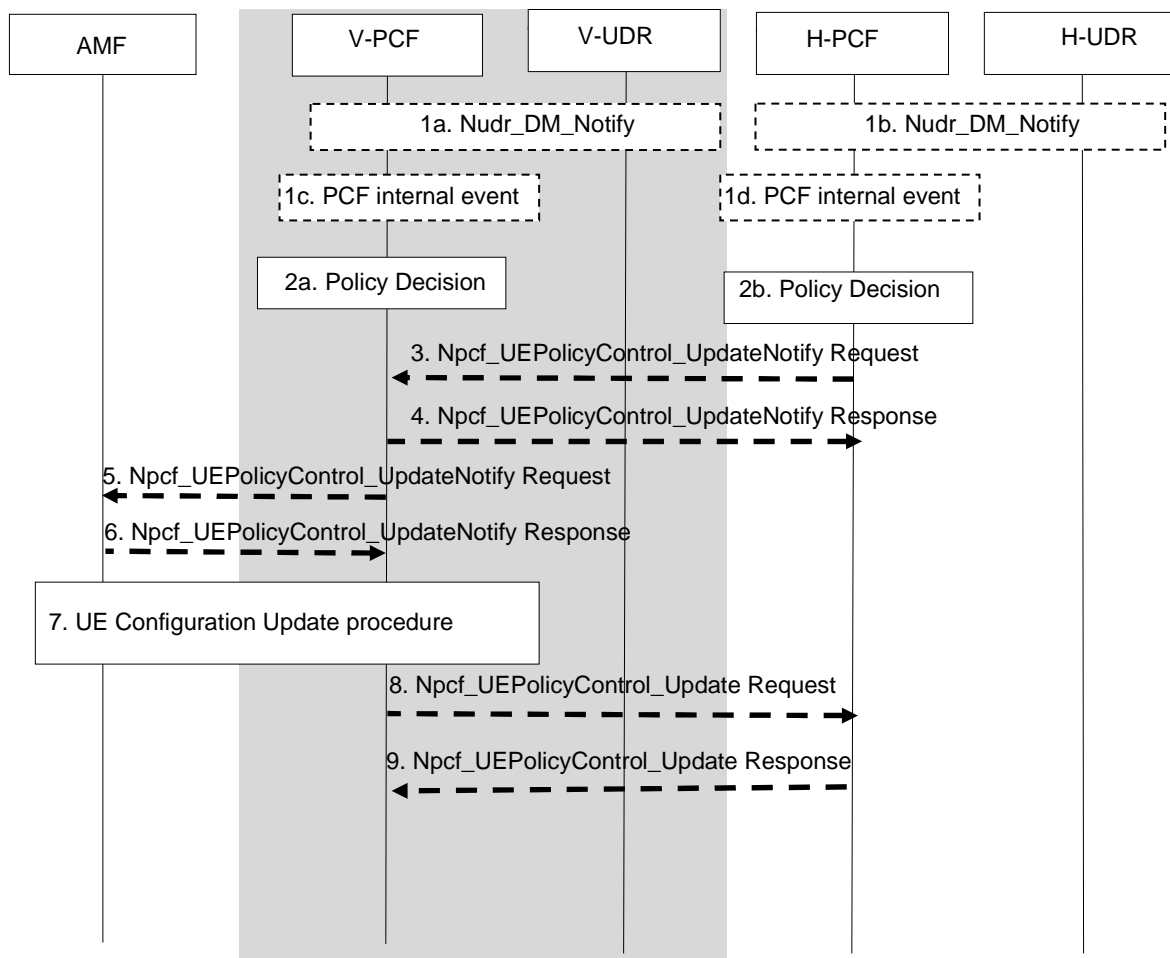 AMF
V-PCF
V-UDR
H-PCF
H-UDR
1a. Nudr_DM_Notify
1b. Nudr_DM_Notify
1c. PCF internal event
1d. PCF internal event
2a. Policy Decision
2b. Policy Decision
3. Npcf_UEPolicyControl_UpdateNotify Request
4. Npcf_UEPolicyControl_UpdateNotify Response
5. Npcf_UEPolicyControl_UpdateNotify Request
6. Npcf_UEPolicyControl_UpdateNotify Response
7. UE Configuration Update procedure
8. Npcf_UEPolicyControl_Update Request
9. Npcf_UEPolicyControl_Update Response